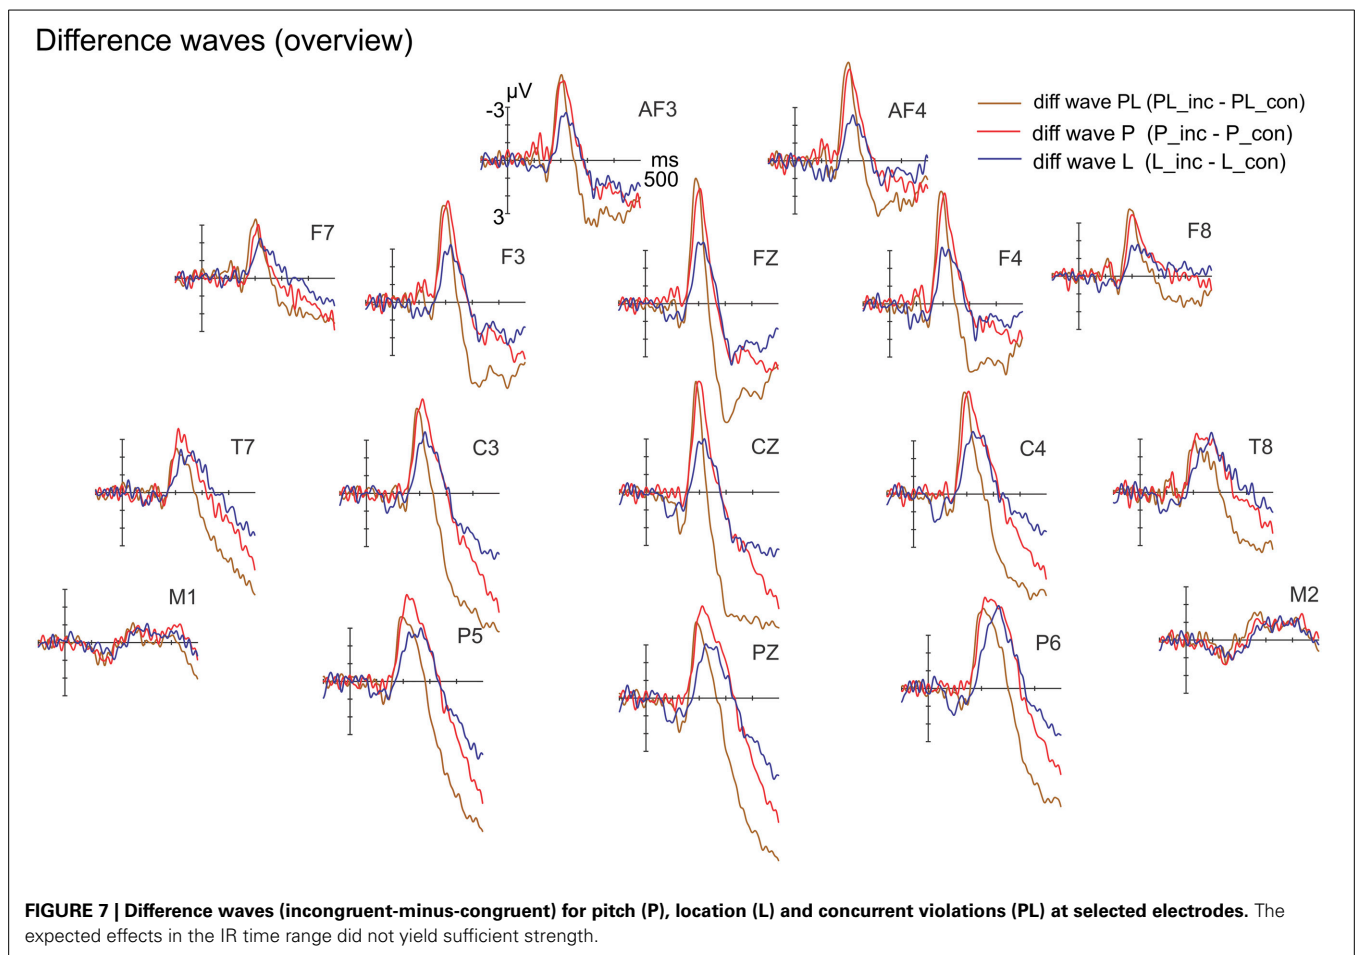 Difference waves (overview)
µV
-3
AF3
AF4
diff wave PL (PL_inc - PL_con)
diff wave P (P_inc - P_con)
diff wave L (L_inc - L_con)
ms
500
3
F7
F3
FZ
F4
F8
T7
C3
CZ
C4
T8
M1
P5
PZ
P6
M2
FIGURE 7 | Difference waves (incongruent-minus-congruent) for pitch (P), location (L) and concurrent violations (PL) at selected electrodes. The
expected effects in the IR time range did not yield sufficient strength.